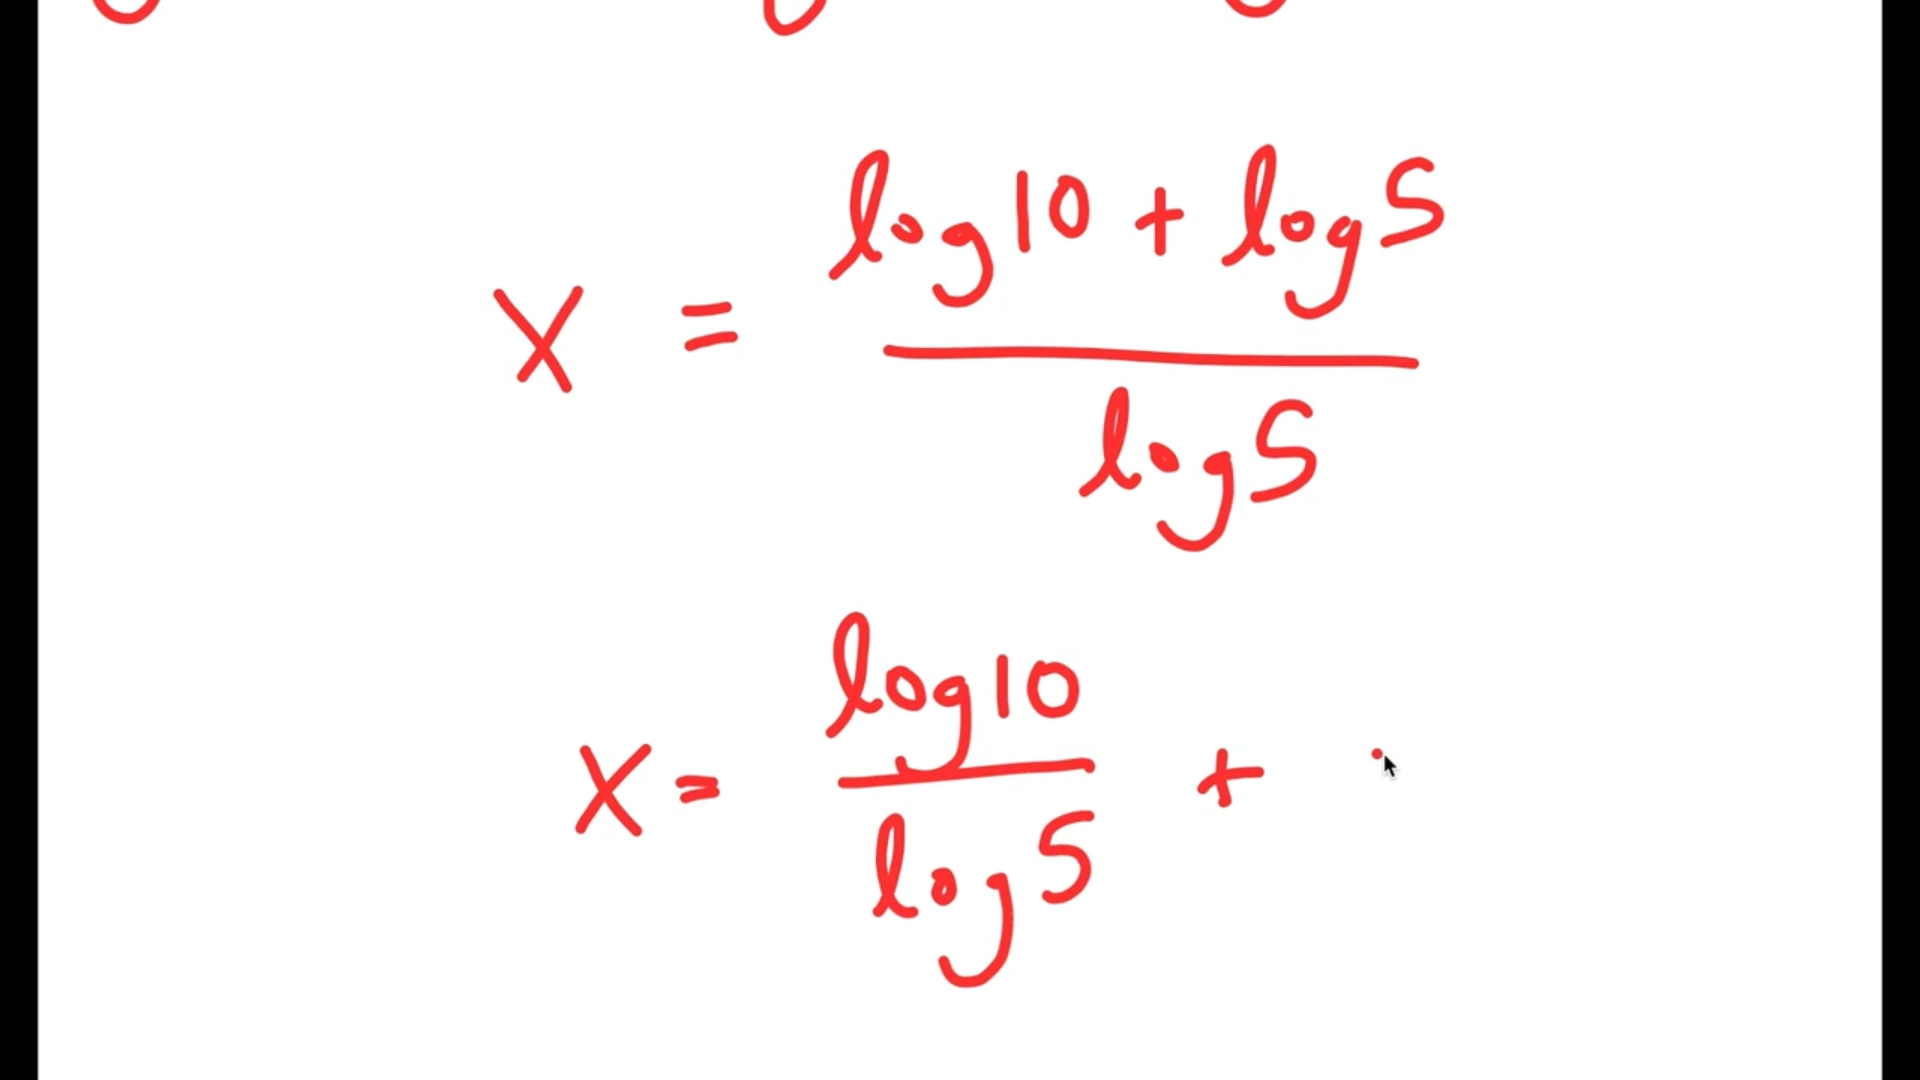 X = (log10 + log5) / log5
X = log10 / log5 +